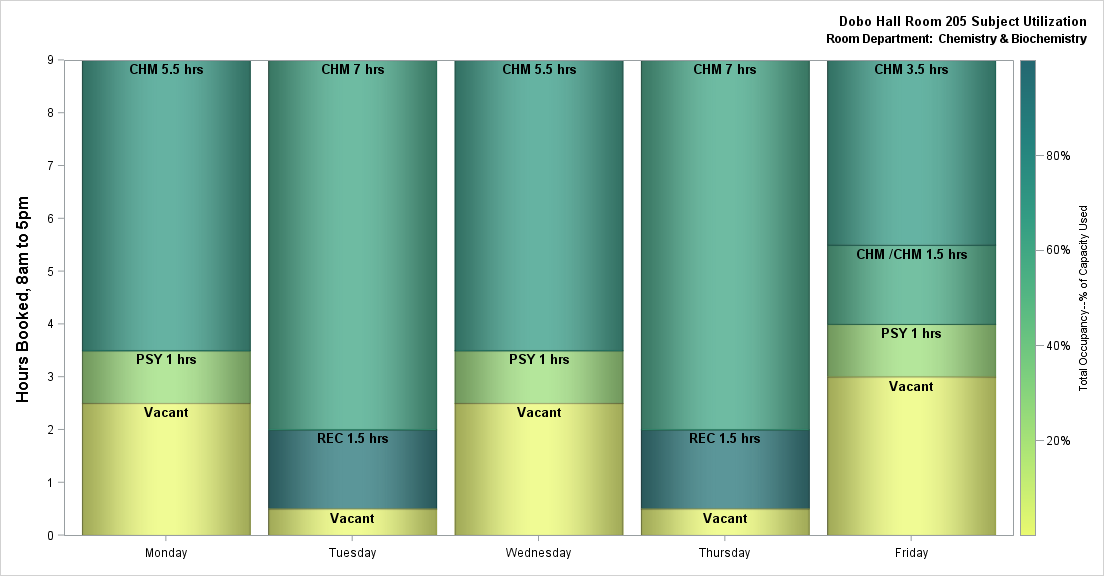 Dobo Hall Room 205 Subject Utilization
Room Department: Chemistry & Biochemistry
Hours Booked, 8am to 5pm
9
8
7
6
5
4
3
2
1
0
CHM 5.5 hrs
PSY 1 hrs
Vacant
CHM 7 hrs
REC 1.5 hrs
Vacant
CHM 5.5 hrs
PSY 1 hrs
Vacant
CHM 7 hrs
REC 1.5 hrs
Vacant
CHM 3.5 hrs
CHM /CHM 1.5 hrs
PSY 1 hrs
Vacant
Monday
Tuesday
Wednesday
Thursday
Friday
80%
60%
40%
20%
Total Occupancy--% of Capacity Used